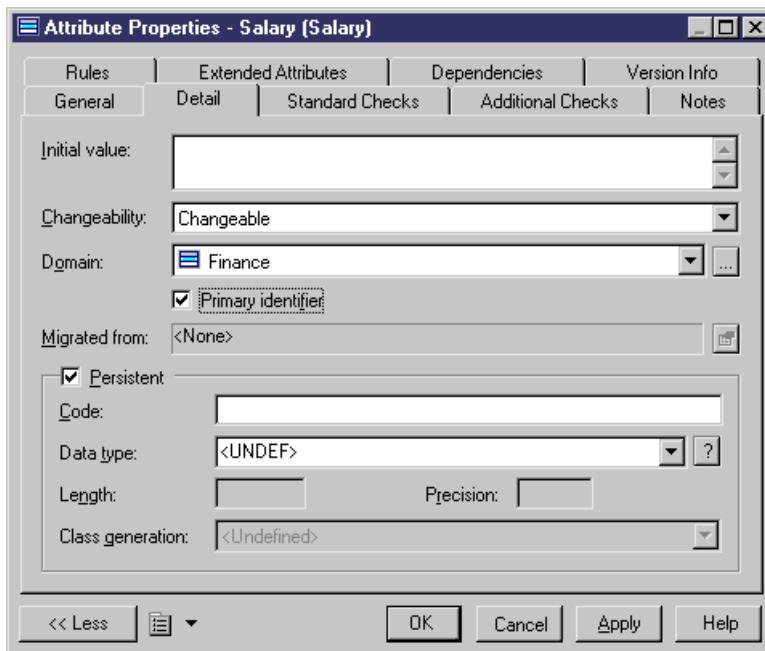 Attribute Properties - Salary (Salary)
Rules Extended Attributes Dependencies Version Info
General Detail Standard Checks Additional Checks Notes
Initial value:
Changeability: Changeable
Domain: Finance ...
Primary identifier
Migrated from: <None>
Persistent
Code:
Data type: <UNDEF> ?
Length: Precision:
Class generation: <Undefined>
<< Less OK Cancel Apply Help